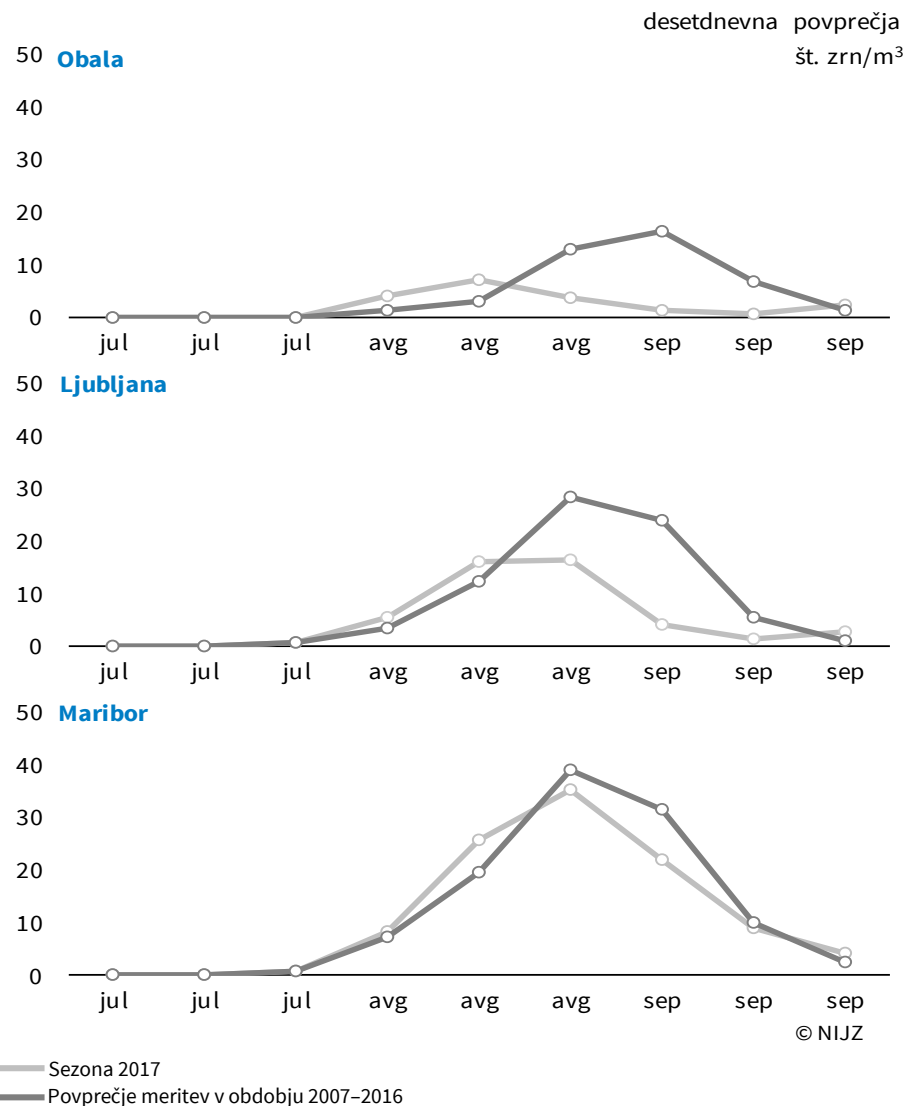 desetdnevna povprečja
št. zrn/m³
50 Obala
40
30
20
10
0
jul jul jul avg avg avg sep sep sep
50 Ljubljana
40
30
20
10
0
jul jul jul avg avg avg sep sep sep
50 Maribor
40
30
20
10
0
jul jul jul avg avg avg sep sep sep
© NIJZ
Sezona 2017
Povprečje meritev v obdobju 2007–2016